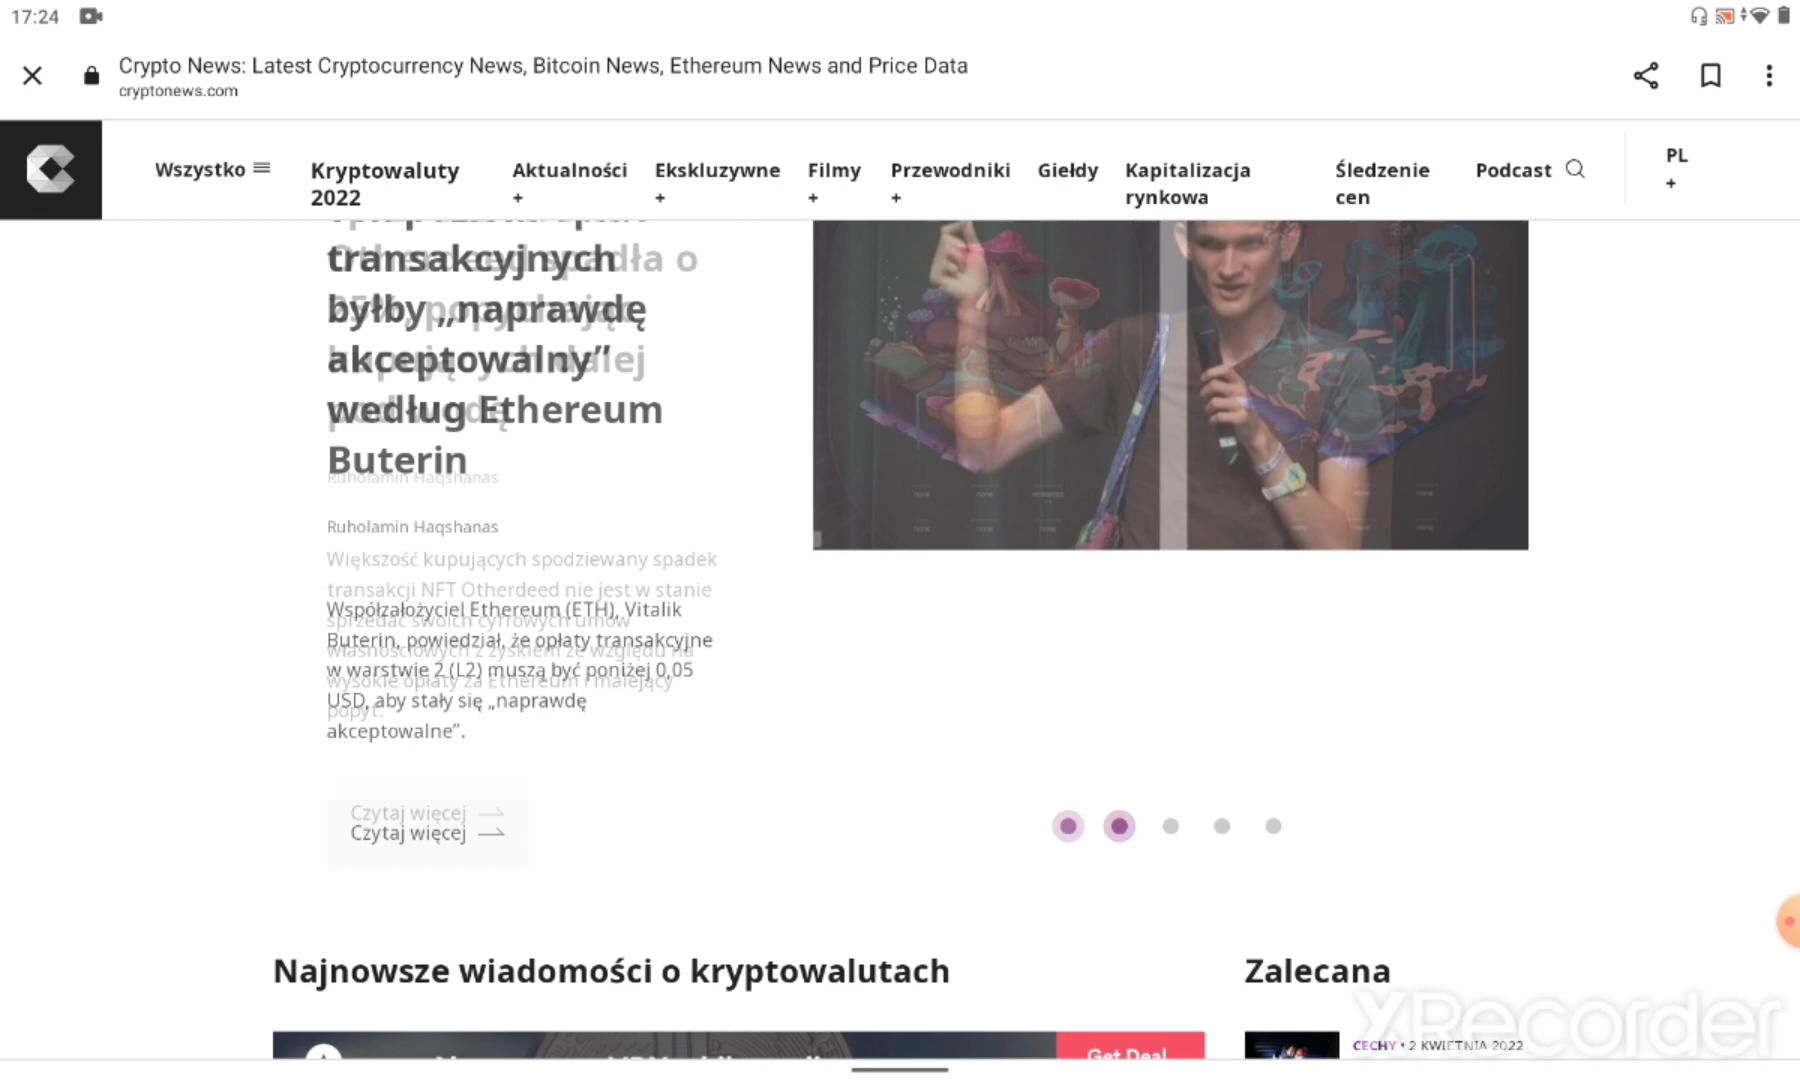 17:24
Crypto News: Latest Cryptocurrency News, Bitcoin News, Ethereum News and Price Data
cryptonews.com
Wszystko
Kryptowaluty
2022
Aktualności
+
Ekskluzywne
+
Filmy
+
Przewodniki
+
Giełdy
Kapitalizacja
rynkowa
Śledzenie
cen
Podcast
PL
+
transakcyjnych
byłby „naprawdę
akceptowalny”
według Ethereum
Buterin
Ruholamin Haqshanas
Ruholamin Haqshanas
Większość kupujących spodziewany spadek
transakcji NFT Otherdeed nie jest w stanie
sprzedać swoich cyfrowych umów
własnościowych z zyskiem ze względu na
wysokie opłaty za Ethereum i malejący
popyt.
Współzałożyciel Ethereum (ETH), Vitalik
Buterin, powiedział, że opłaty transakcyjne
w warstwie 2 (L2) muszą być poniżej 0,05
USD, aby stały się „naprawdę
akceptowalne”.
Czytaj więcej
Czytaj więcej
Najnowsze wiadomości o kryptowalutach
Zalecana
Get Deal
CECHY • 2 KWIETNIA 2022
XRecorder